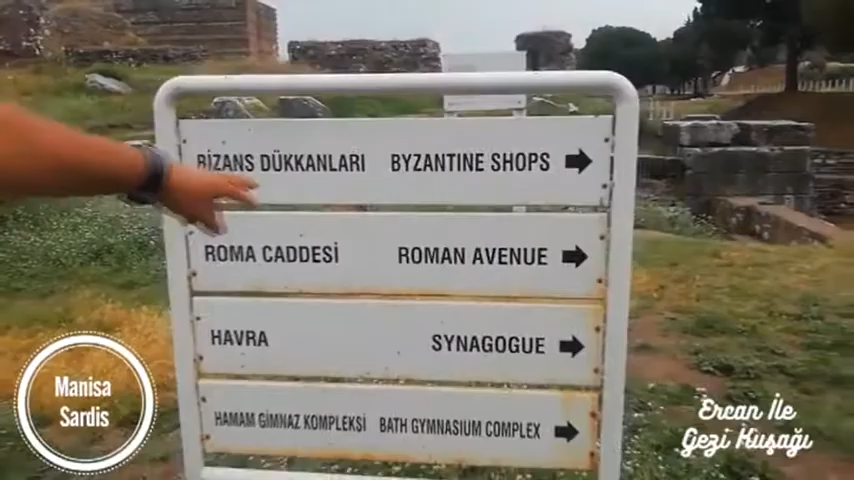 BİZANS DÜKKANLARI BYZANTINE SHOPS
ROMA CADDESİ ROMAN AVENUE
HAVRA SYNAGOGUE
HAMAM GİMNAZ KOMPLEKSİ BATH GYMNASIUM COMPLEX
Manisa
Sardis
Ercan ile
Gezi Kuşağı